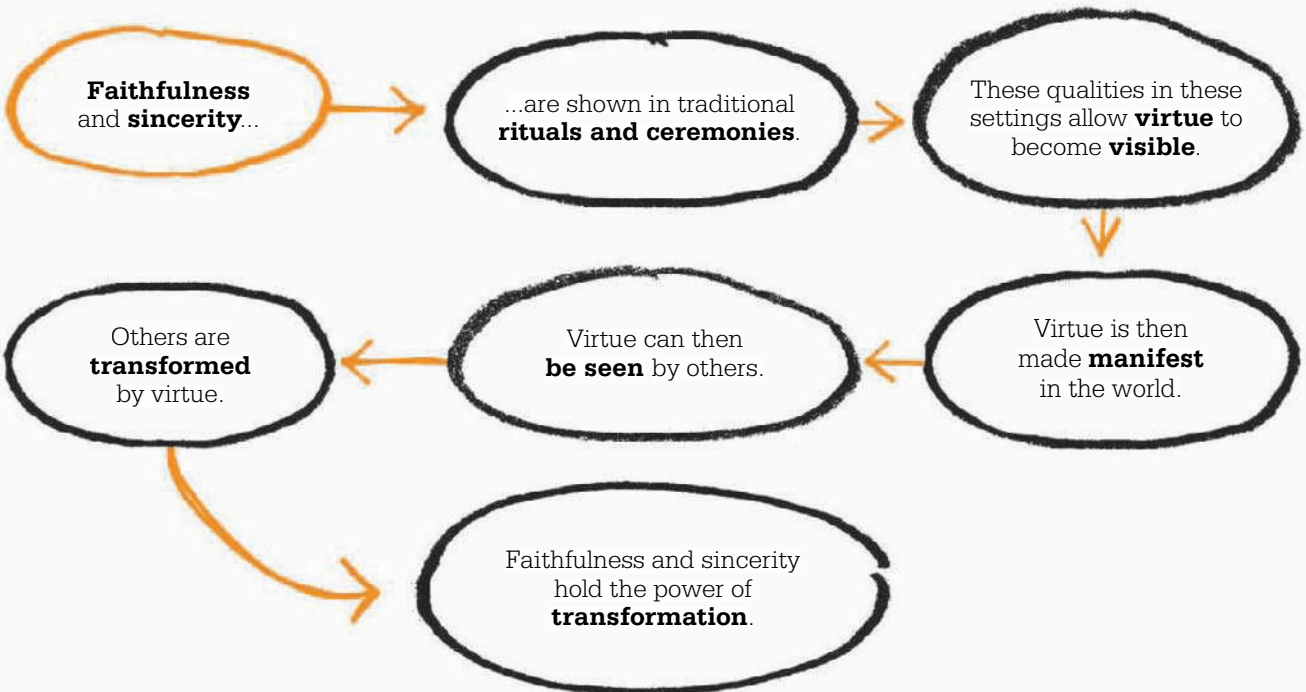 Faithfulness
and sincerity...
...are shown in traditional
rituals and ceremonies.
These qualities in these
settings allow virtue to
become visible.
Virtue is then
made manifest
in the world.
Virtue can then
be seen by others.
Others are
transformed
by virtue.
Faithfulness and sincerity
hold the power of
transformation.